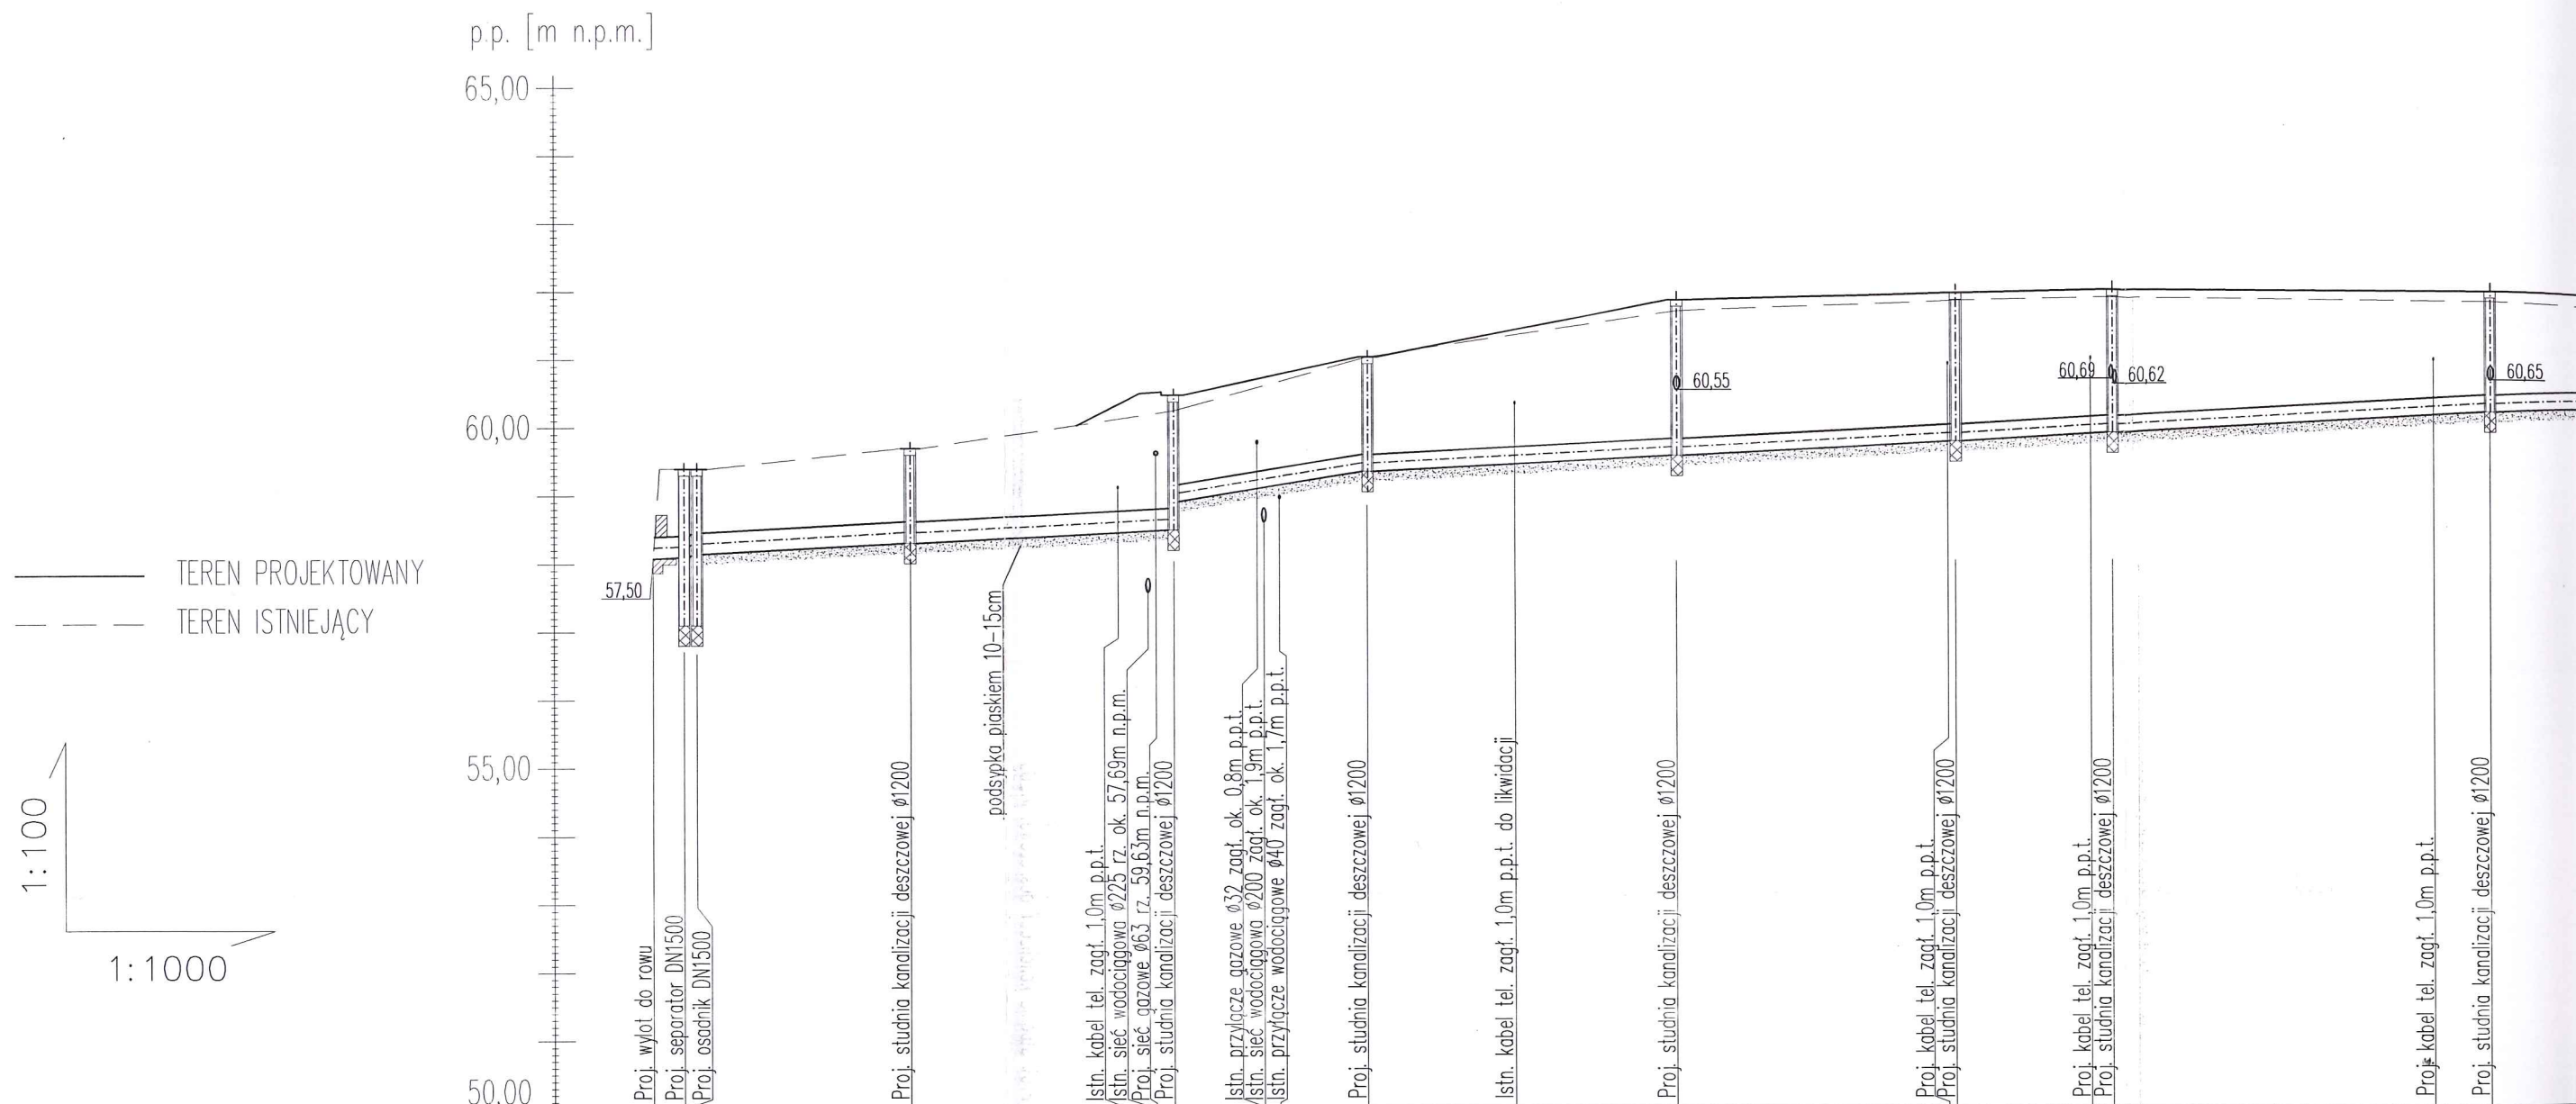 p.p. [m n.p.m.]
65,00
60,00
55,00
50,00
TEREN PROJEKTOWANY
TEREN ISTNIEJĄCY
1:100
1:1000
57,50
60,55
60,69
60,62
60,65
Proj. wylot do rowu
Proj. separator DN1500
Proj. osadnik DN1500
Proj. studnia kanalizacji deszczowej ø1200
podsypka piaskiem 10-15cm
Istn. kabel tel. zagł. 1,0m p.p.t.
Istn. sieć wodociągowa ø225 rz. ok. 57,69m n.p.m.
Proj. sieć gazowe ø63 rz. 59,63m n.p.m.
Proj. studnia kanalizacji deszczowej ø1200
Istn. przyłącze gazowe ø32 zagł. ok. 0,8m p.p.t.
Istn. sieć wodociągowa ø200 zagł. ok. 1,9m p.p.t.
Istn. przyłącze wodociągowe ø40 zagł. ok. 1,7m p.p.t.
Proj. studnia kanalizacji deszczowej ø1200
Istn. kabel tel. zagł. 1,0m p.p.t. do likwidacji
Proj. studnia kanalizacji deszczowej ø1200
Proj. kabel tel. zagł. 1,0m p.p.t.
Proj. studnia kanalizacji deszczowej ø1200
Proj. kabel tel. zagł. 1,0m p.p.t.
Proj. studnia kanalizacji deszczowej ø1200
Proj. kabel tel. zagł. 1,0m p.p.t.
Proj. studnia kanalizacji deszczowej ø1200